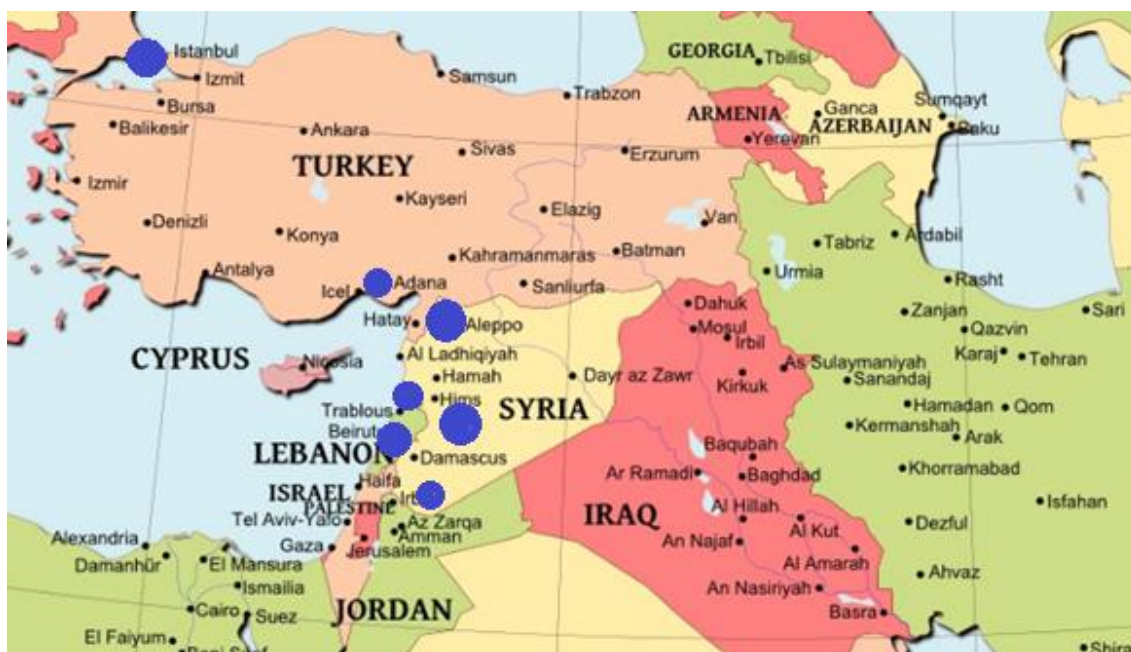 Istanbul
Izmit
Bursa
Balikesir
Samsun
Trabzon
GEORGIA
Tbilisi
ARMENIA
Ganca
Sumqayt
AZERBAIJAN
Baku
Yerevan
Ankara
TURKEY
Sivas
Erzurum
Izmir
Kayseri
Elazig
Van
Denizli
Konya
Batman
Tabriz
Ardabil
Antalya
Kahramanmaras
Urmia
Rasht
Icel
Adana
Sanliurfa
Dahuk
Zanjan
Sari
Hatay
Aleppo
Mosul
Irbil
Qazvin
CYPRUS
Nicosia
Al Ladhiqiyah
Hamah
Dayr az Zawr
As Sulaymaniyah
Kirkuk
Sanandaj
Karaj
Tehran
Trablous
Hims
SYRIA
Hamadan
Qom
Beirut
Kermanshah
Arak
LEBANON
Damascus
Baqubah
Ar Ramadi
Baghdad
Khorramabad
Haifa
ISRAEL
PALESTINE
Tel Aviv-Yafo
Az Zarqa
Amman
IRAQ
Al Hillah
Al Kut
Dezful
Isfahan
Alexandria
Damanhür
El Mansura
Gaza
Jerusalem
An Najaf
Al Amarah
Ismailia
An Nasiriyah
Ahvaz
Cairo
Suez
JORDAN
Basra
El Faiyum